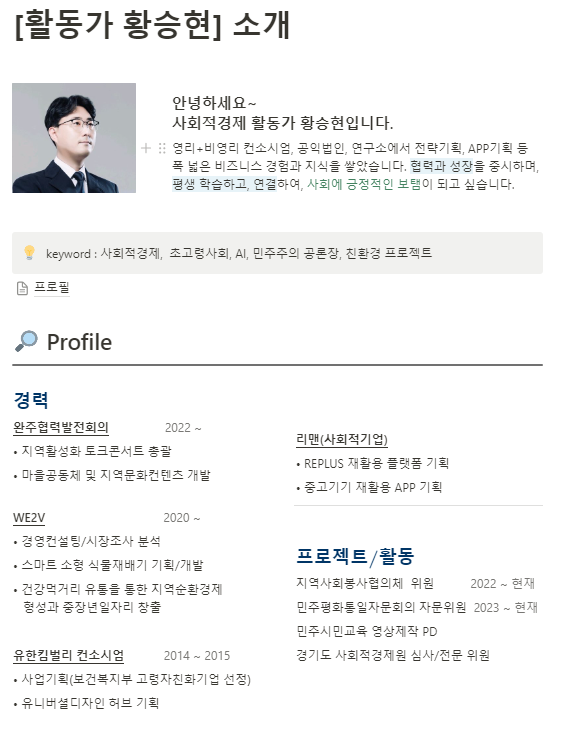 [활동가 황승현] 소개
안녕하세요~
사회적경제 활동가 황승현입니다.
영리+비영리 컨소시엄, 공익법인, 연구소에서 전략기획, APP기획 등
폭 넓은 비즈니스 경험과 지식을 쌓았습니다. 협력과 성장을 중시하며,
평생 학습하고, 연결하여, 사회에 긍정적인 보탬이 되고 싶습니다.
keyword : 사회적경제, 초고령사회, AI, 민주주의 공론장, 친환경 프로젝트
프로필
Profile
경력
완주협력발전회의 2022 ~
• 지역활성화 토크콘서트 총괄
• 마을공동체 및 지역문화컨텐츠 개발
WE2V 2020 ~
• 경영컨설팅/시장조사 분석
• 스마트 소형 식물재배기 기획/개발
• 건강먹거리 유통을 통한 지역순환경제
형성과 중장년일자리 창출
유한킴벌리 컨소시엄 2014 ~ 2015
• 사업기획(보건복지부 고령자친화기업 선정)
• 유니버셜디자인 허브 기획
리맨(사회적기업)
• REPLUS 재활용 플랫폼 기획
• 중고기기 재활용 APP 기획
프로젝트/활동
지역사회봉사협의체 위원 2022 ~ 현재
민주평화통일자문회의 자문위원 2023 ~ 현재
민주시민교육 영상제작 PD
경기도 사회적경제원 심사/전문 위원